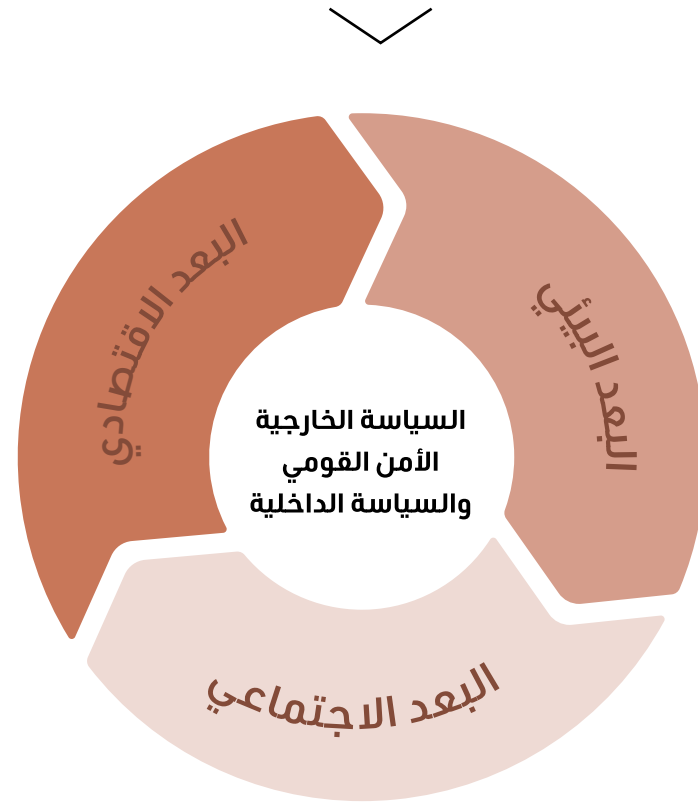 البعد الاقتصادي
البعد البيئي
السياسة الخارجية
الأمن القومي
والسياسة الداخلية
البعد الاجتماعي